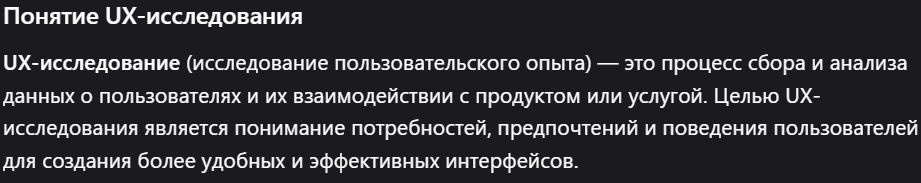 Понятие UX-исследования
UX-исследование (исследование пользовательского опыта) — это процесс сбора и анализа
данных о пользователях и их взаимодействии с продуктом или услугой. Целью UX-
исследования является понимание потребностей, предпочтений и поведения пользователей
для создания более удобных и эффективных интерфейсов.